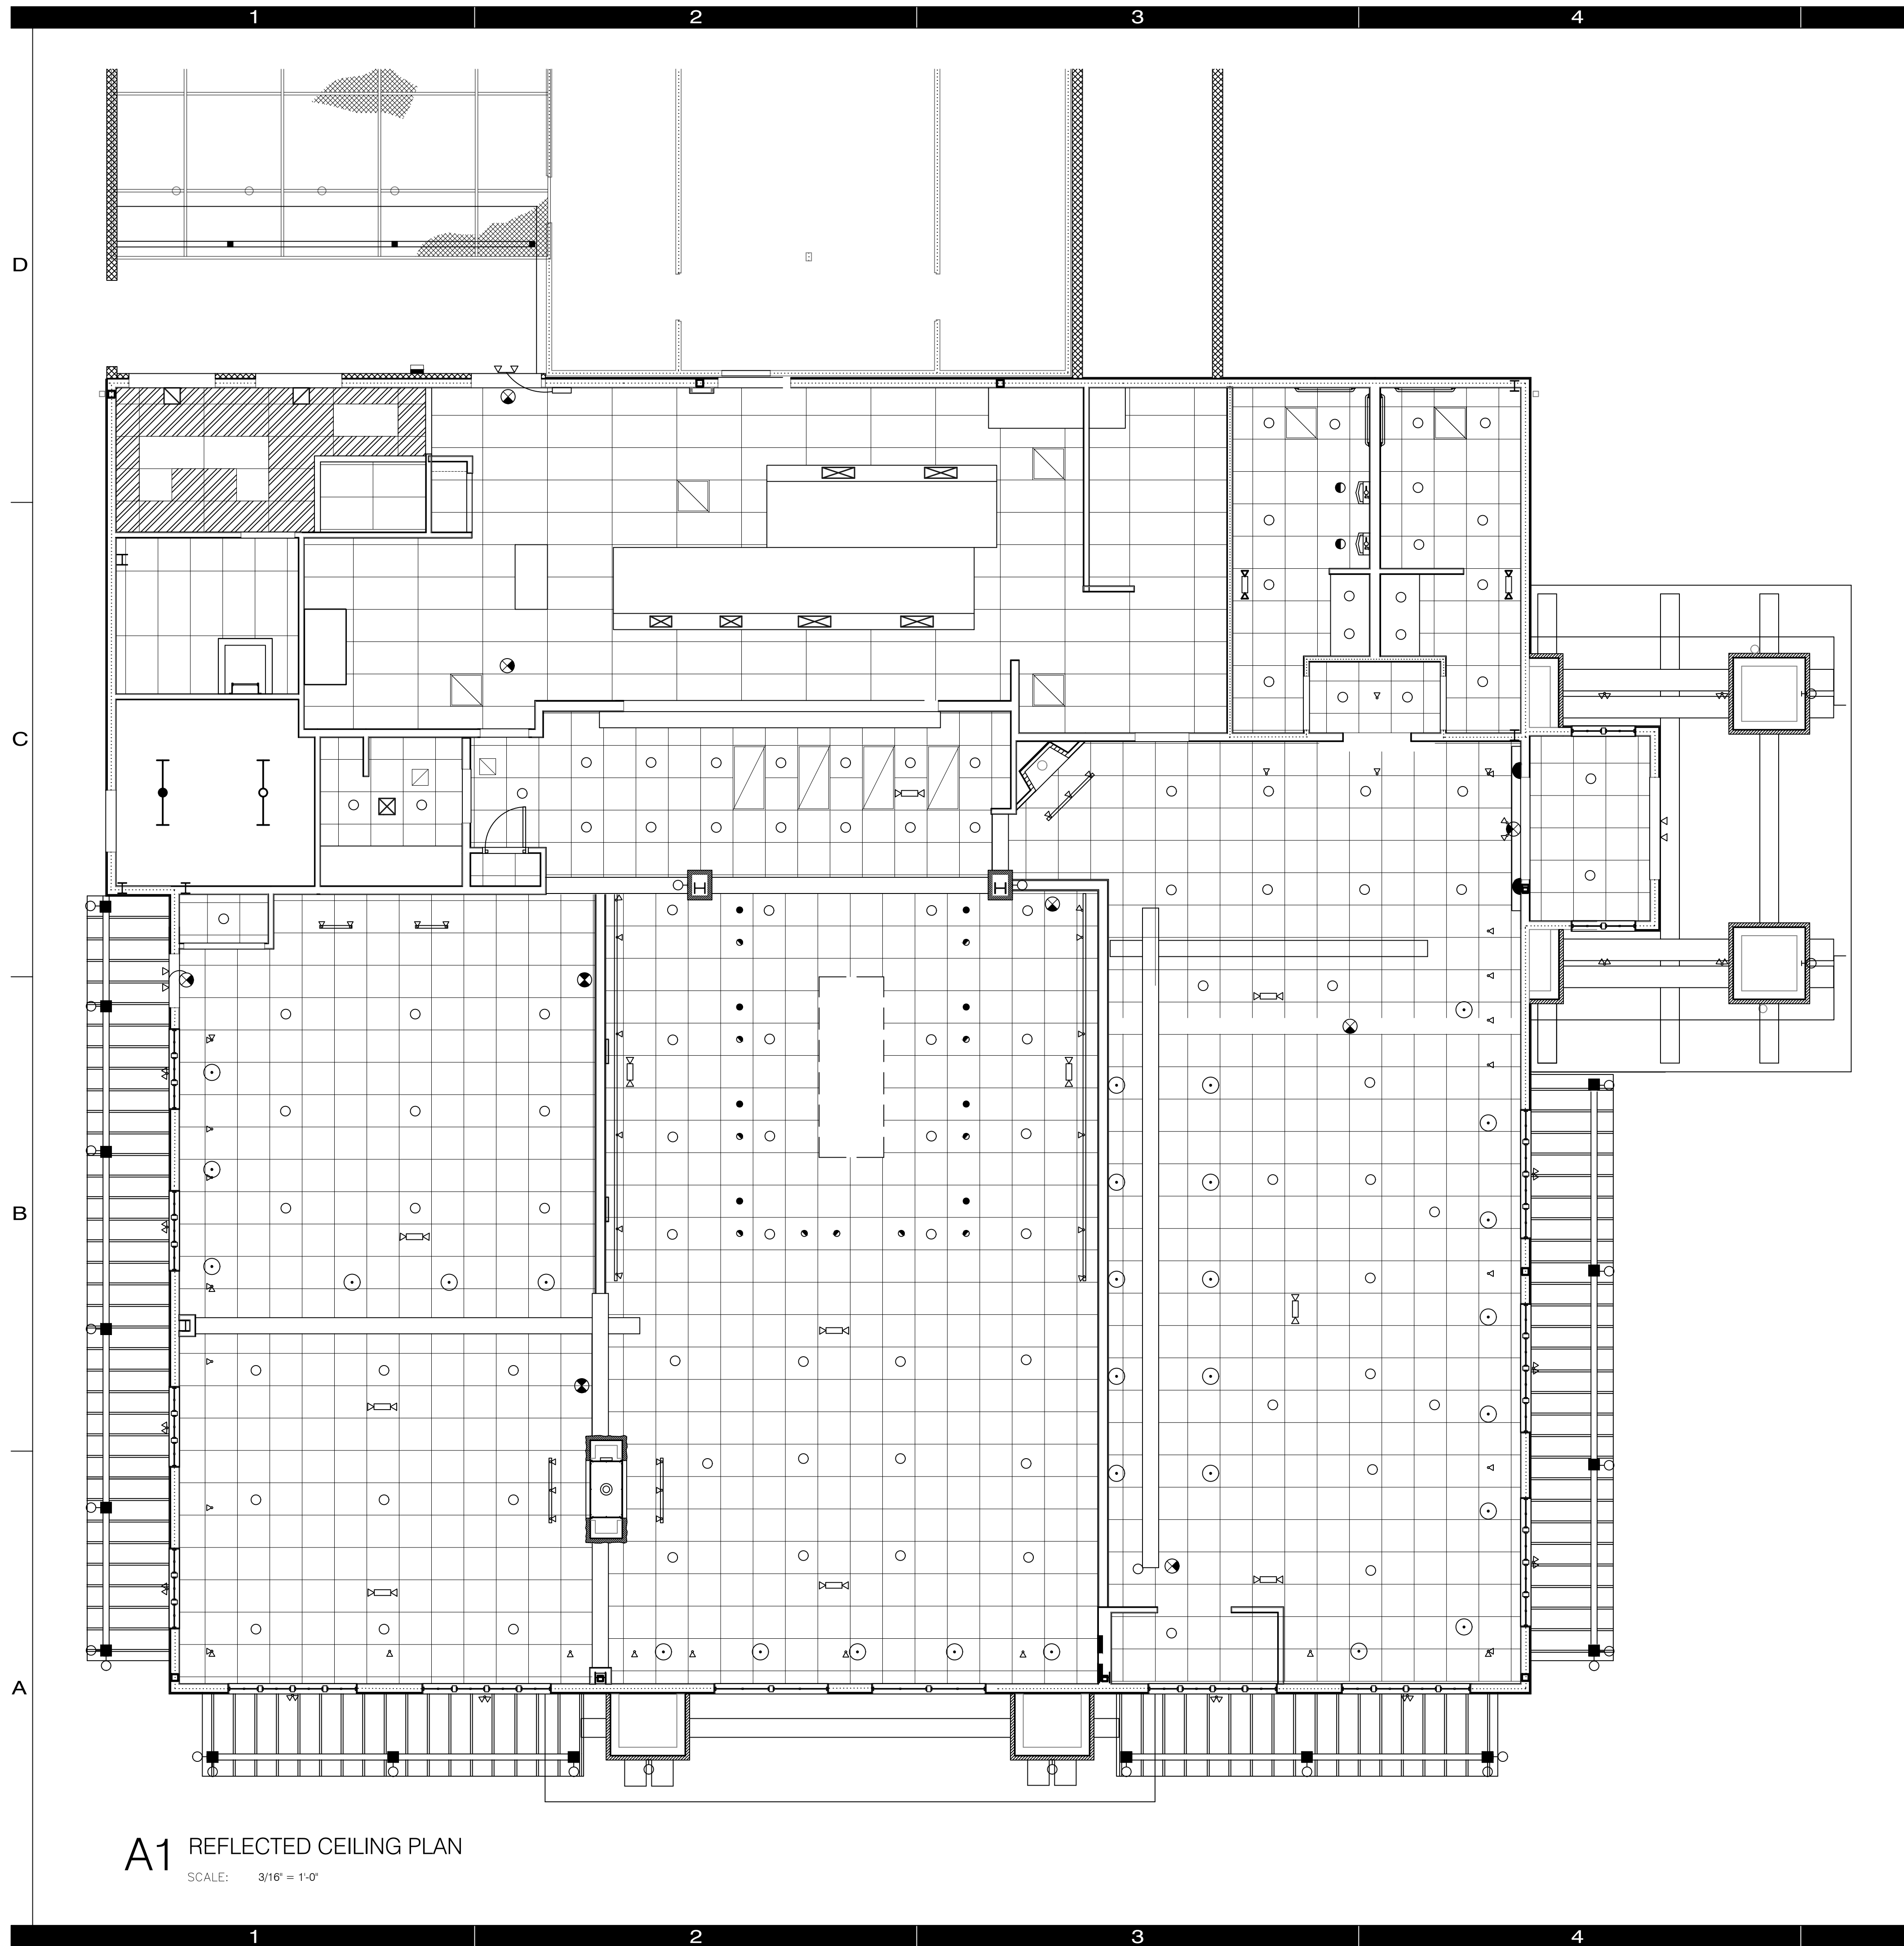 1 2 3 4
D
C
B
A
A1 REFLECTED CEILING PLAN
SCALE: 3/16" = 1'-0"
1 2 3 4